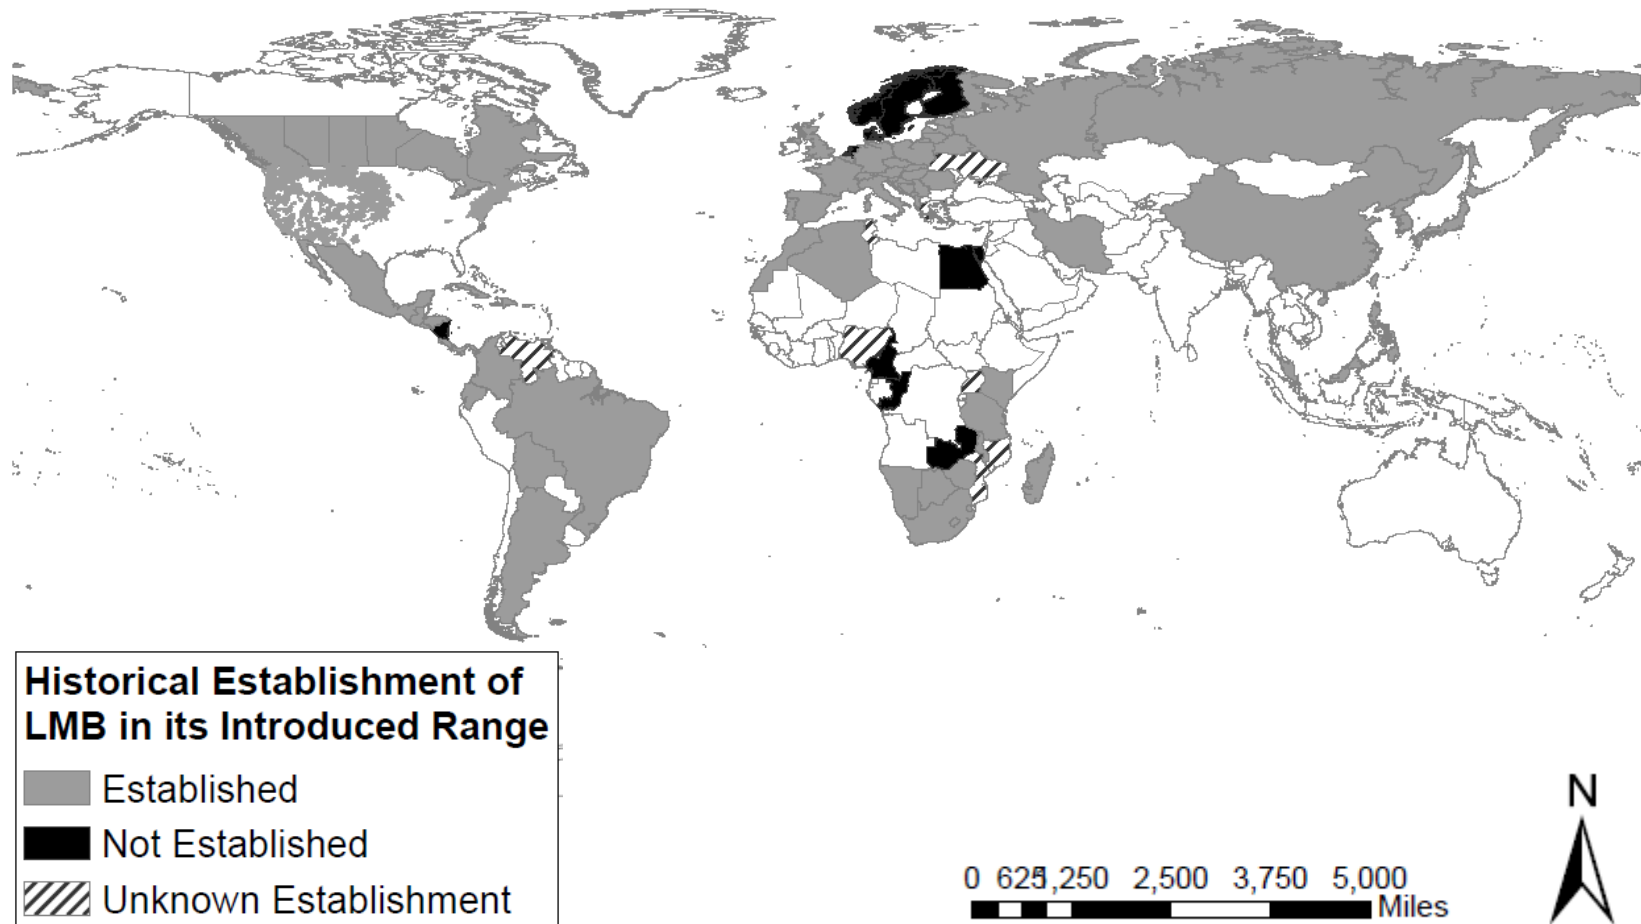 Historical Establishment of
LMB in its Introduced Range
Established
Not Established
Unknown Establishment
N
0 625 1,250 2,500 3,750 5,000
Miles